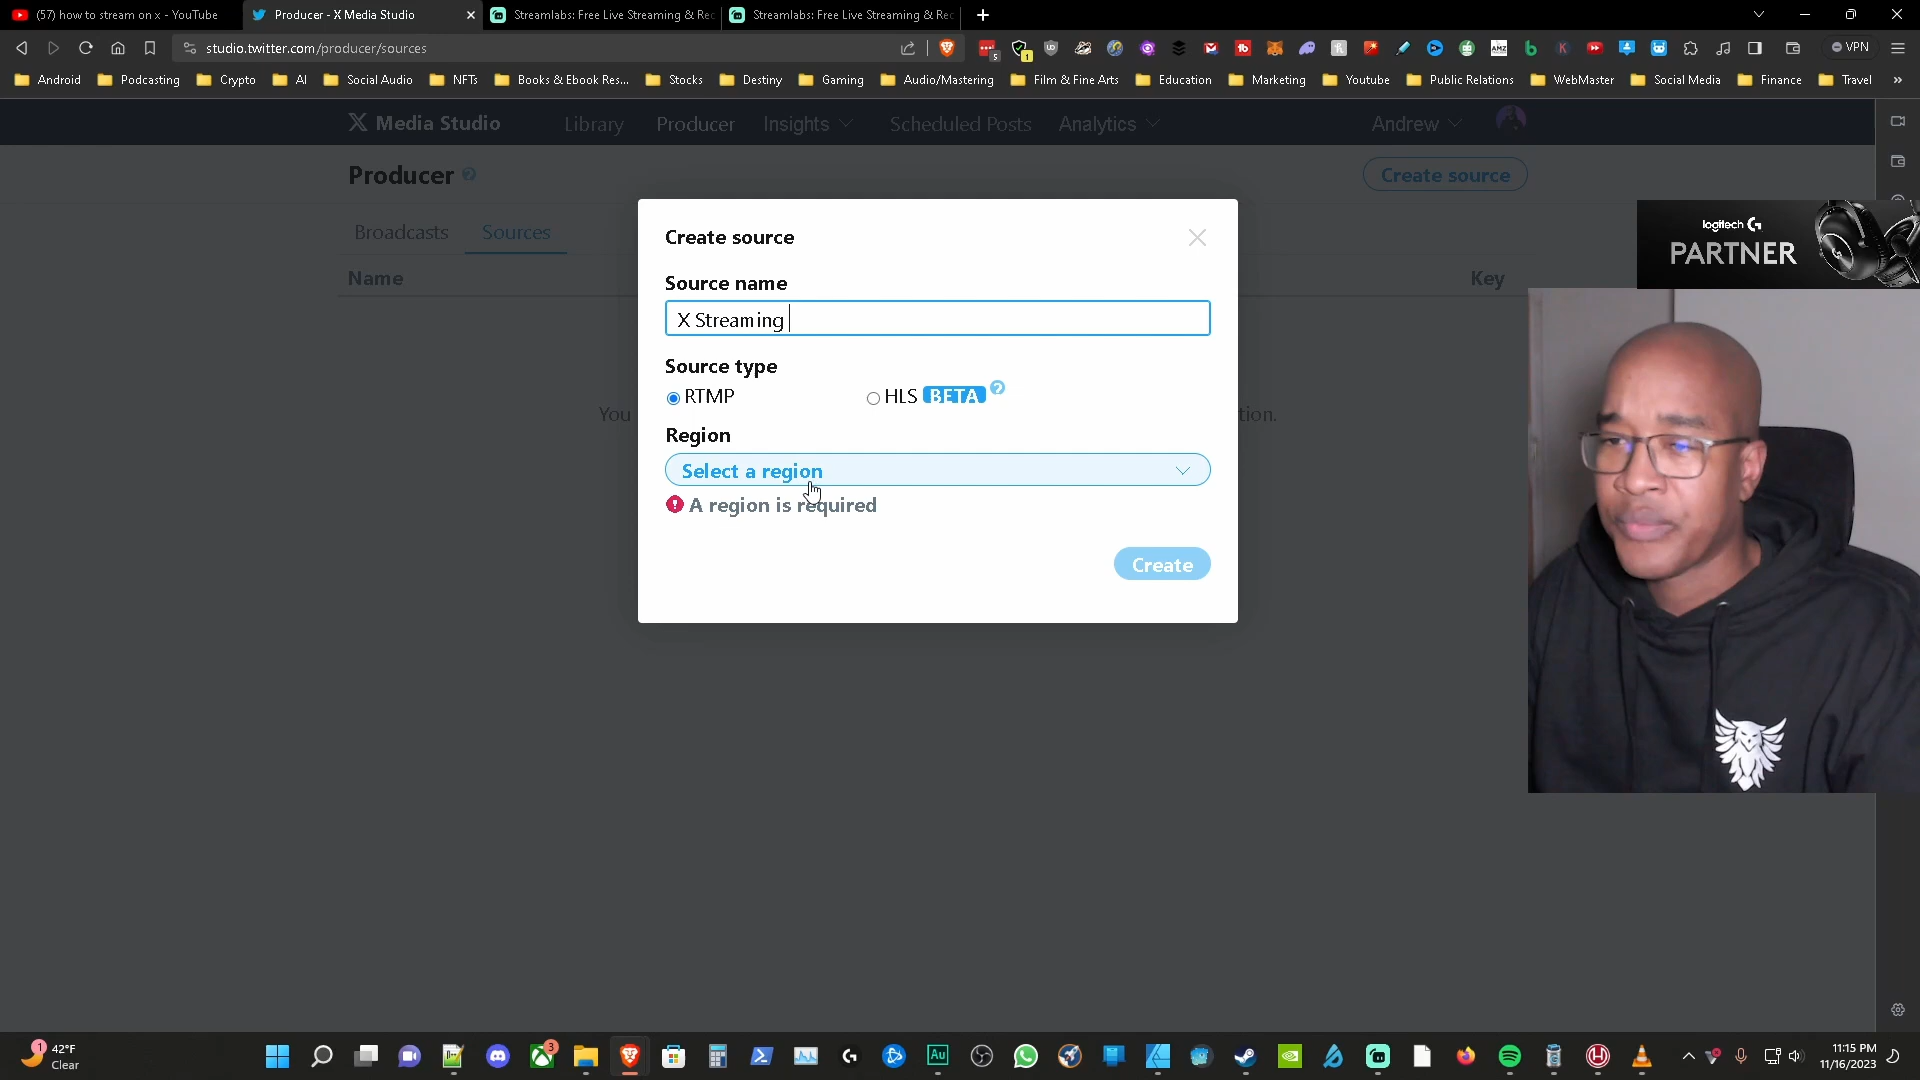 (57) how to stream on x - YouTube
Producer - X Media Studio
Streamlabs: Free Live Streaming & Rec
Streamlabs: Free Live Streaming & Rec
studio.twitter.com/producer/sources
VPN
Android
Podcasting
Crypto
AI
Social Audio
NFTs
Books & Ebook Res...
Stocks
Destiny
Gaming
Audio/Mastering
Film & Fine Arts
Education
Marketing
Youtube
Public Relations
WebMaster
Social Media
Finance
Travel
X Media Studio
Library
Producer
Insights
Scheduled Posts
Analytics
Andrew
Producer
Create source
Broadcasts
Sources
Name
Key
You
tion.
Create source
Source name
X Streaming
Source type
RTMP
HLS BETA
Region
Select a region
A region is required
Create
logitech G
PARTNER
1
42°F
Clear
3
Au
11:15 PM
11/16/2023